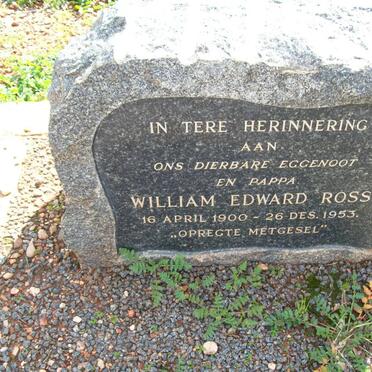 IN TERE HERINNERING
AAN
ONS DIERBARE EGGENOOT
EN PAPPA
WILLIAM EDWARD ROSS
16 APRIL 1900 - 26 DES. 1953.
„OPREGTE METGESEL"